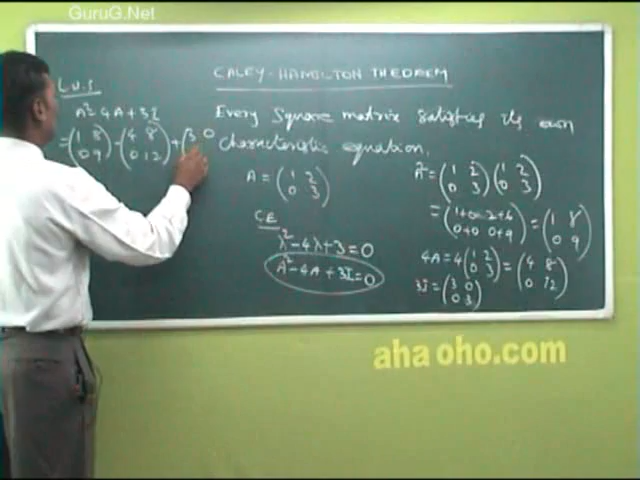 GuruG.Net
CALEY-HAMILTON THEOREM
Every Square matrix satisfies its own
characteristic equation.
L.H.S
A² - 4A + 3I
= (1 8 - (4 8 + (3 0
0 9) 0 12)
A = (1 2
0 3)
C.E
λ² - 4λ + 3 = 0
A² - 4A + 3I = 0
A² = (1 2 (1 2
0 3) 0 3)
= (1+0 2+6 = (1 8
0+0 0+9) 0 9)
4A = 4 (1 2 = (4 8
0 3) 0 12)
3I = (3 0
0 3)
ahaoho.com